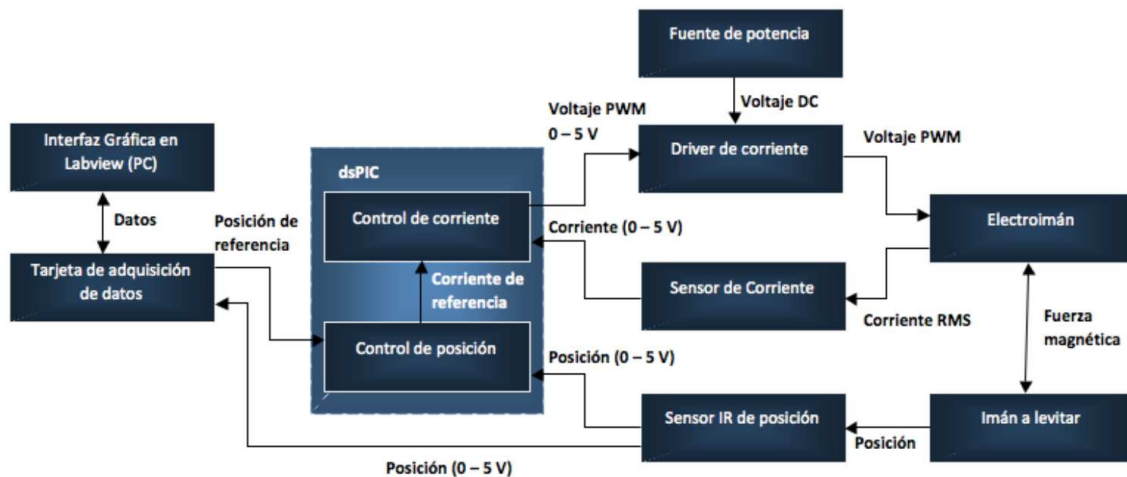 Fuente de potencia
Voltaje DC
Voltaje PWM
0 – 5 V
Driver de corriente
Voltaje PWM
Interfaz Gráfica en
Labview (PC)
Datos
Tarjeta de adquisición
de datos
Posición de
referencia
dsPIC
Control de corriente
Corriente de
referencia
Control de posición
Corriente (0 – 5 V)
Sensor de Corriente
Corriente RMS
Electroimán
Fuerza
magnética
Imán a levitar
Posición
Sensor IR de posición
Posición (0 – 5 V)
Posición (0 – 5 V)